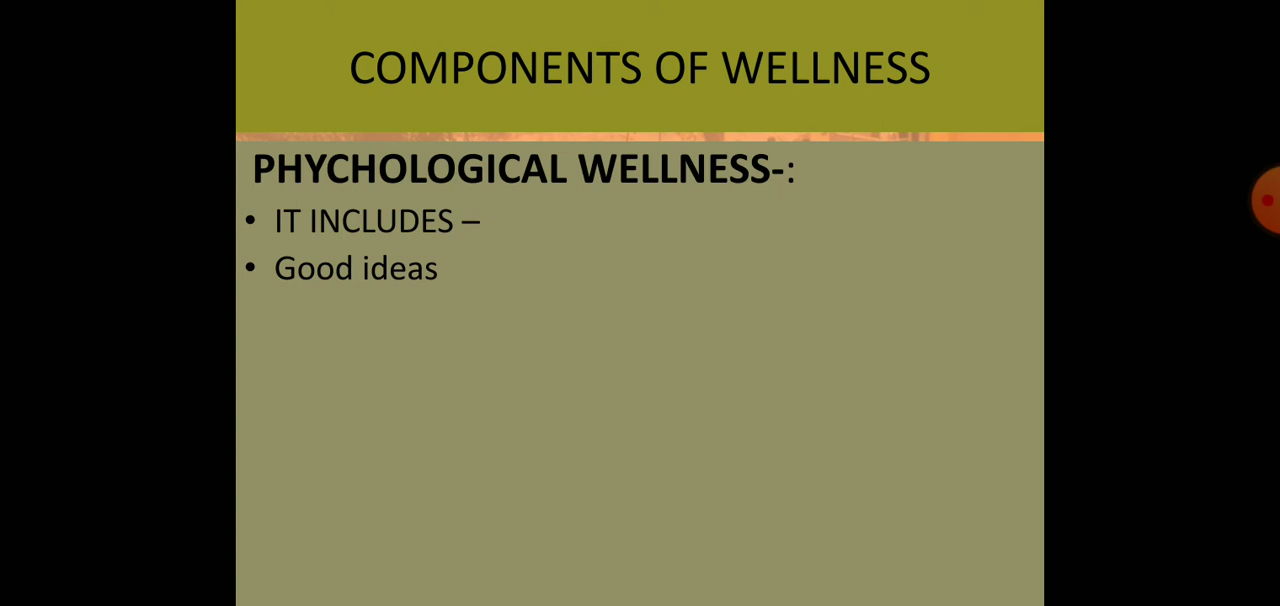 COMPONENTS OF WELLNESS
PHYCHOLOGICAL WELLNESS-:
• IT INCLUDES –
• Good ideas